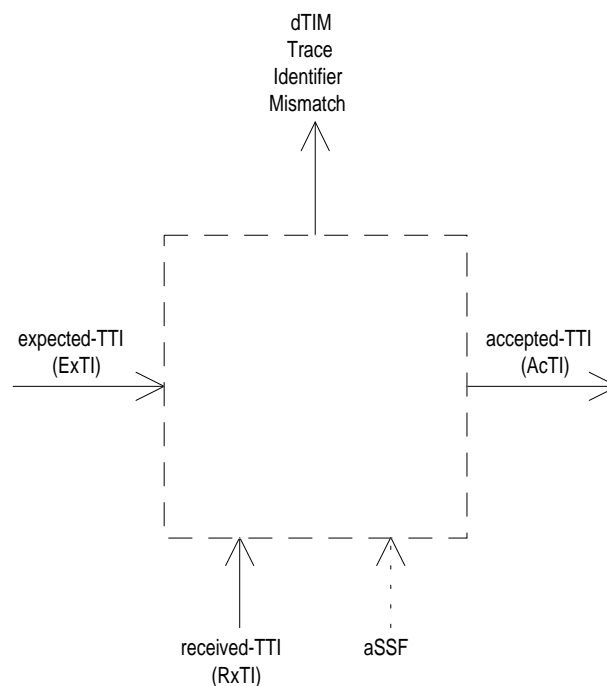 dTIM
Trace
Identifier
Mismatch
expected-TTI
(ExTI)
accepted-TTI
(AcTI)
received-TTI
(RxTI)
aSSF